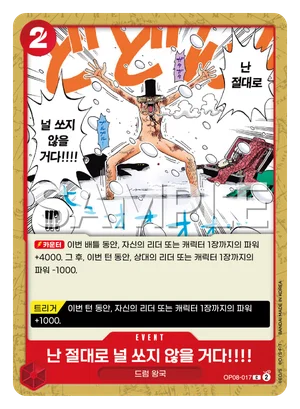 2
난
절대로
널 쏘지
않을
거다!!!!
SAMPLE
카운터 이번 배틀 동안, 자신의 리더 또는 캐릭터 1장까지의 파워
+4000. 그 후, 이번 턴 동안, 상대의 리더 또는 캐릭터 1장까지의
파워 -1000.
트리거 이번 턴 동안, 자신의 리더 또는 캐릭터 1장까지의 파워
+1000.
EVENT
난 절대로 널 쏘지 않을 거다!!!!
드럼 왕국
OP08-017 C 2
BANDAI MADE IN KOREA